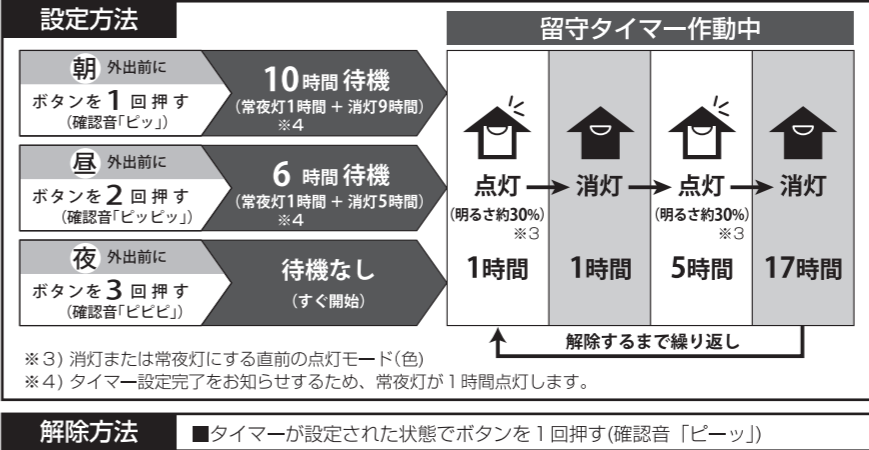 設定方法
留守タイマー作動中
朝 外出前に
ボタンを1回押す
(確認音「ピッ」)
10時間待機
(常夜灯1時間 + 消灯9時間)
※4
昼 外出前に
ボタンを2回押す
(確認音「ピッピッ」)
6時間待機
(常夜灯1時間 + 消灯5時間)
※4
夜 外出前に
ボタンを3回押す
(確認音「ピピピ」)
待機なし
(すぐ開始)
点灯
(明るさ約30%)
※3
1時間
消灯
1時間
点灯
(明るさ約30%)
※3
5時間
消灯
17時間
解除するまで繰り返し
※3) 消灯または常夜灯にする直前の点灯モード(色)
※4) タイマー設定完了をお知らせするため、常夜灯が1時間点灯します。
解除方法
■タイマーが設定された状態でボタンを1回押す(確認音「ピーッ」)